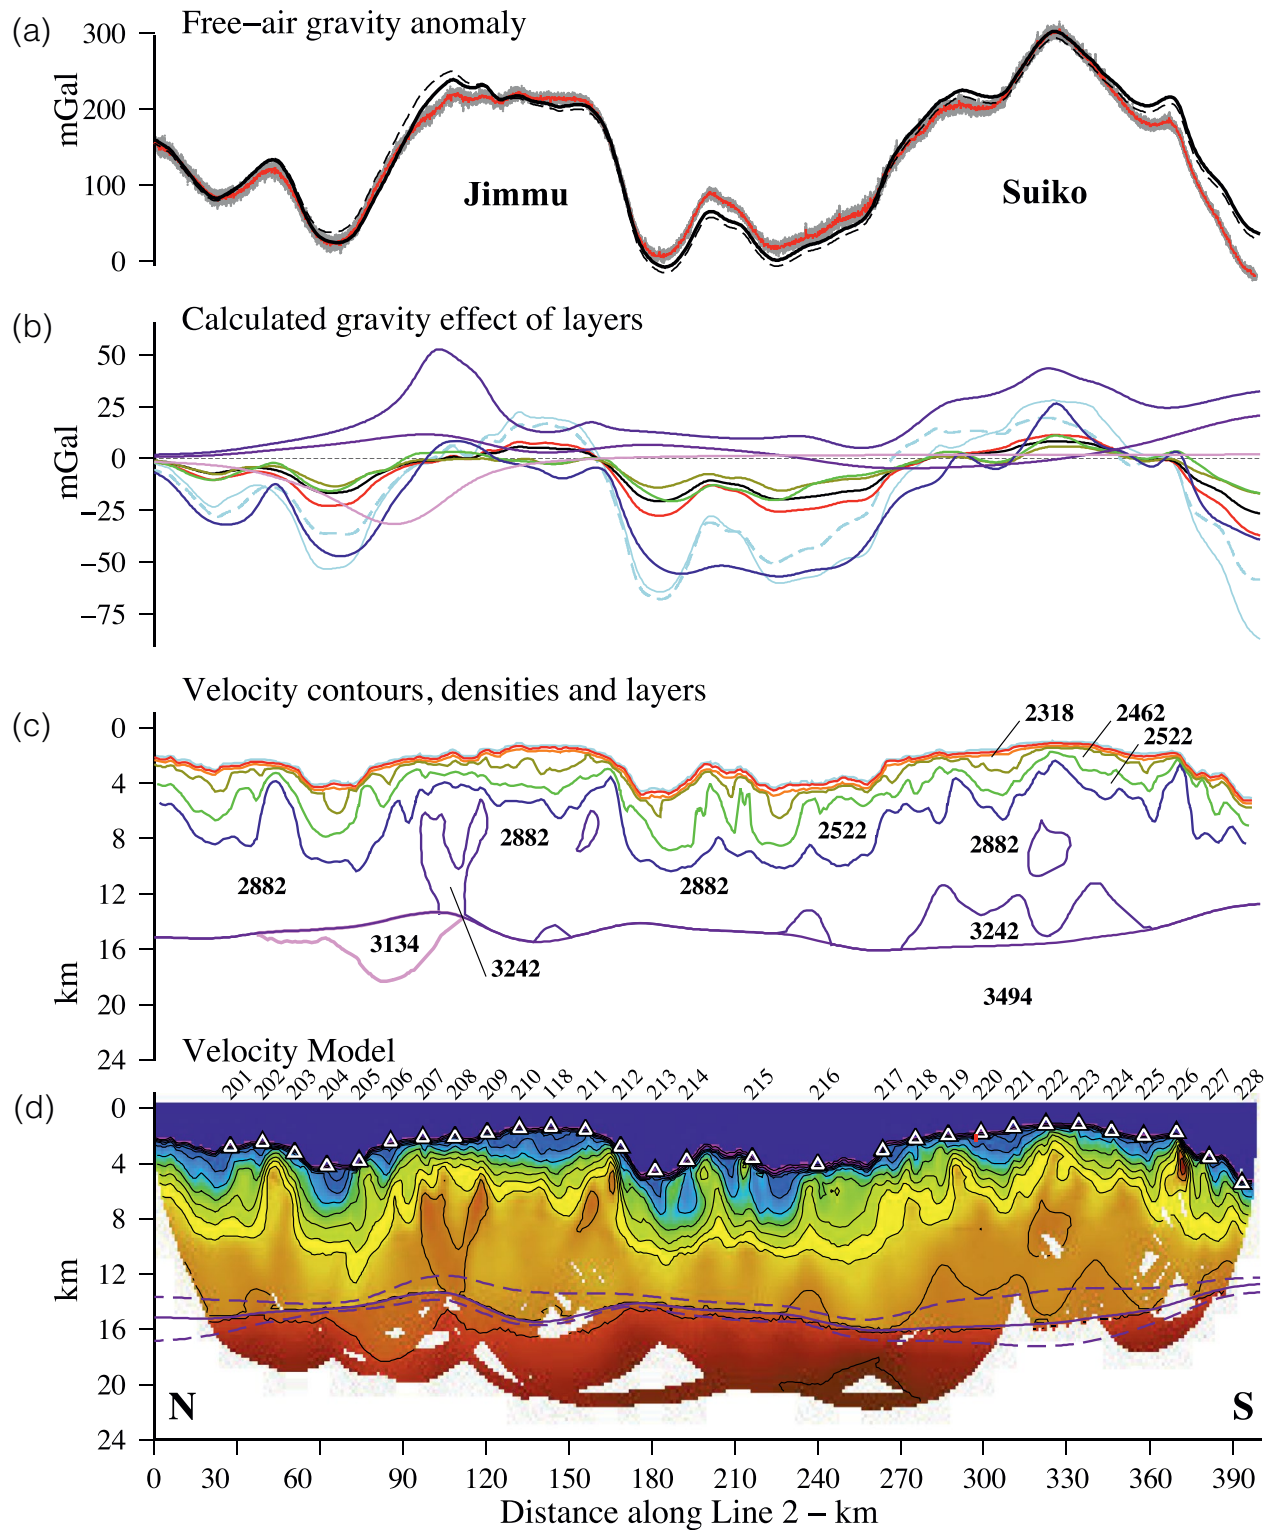 (a) Free–air gravity anomaly
300
200
100
0
mGal
Jimmu
Suiko
(b) Calculated gravity effect of layers
50
25
0
−25
−50
−75
mGal
Velocity contours, densities and layers
(c)
0
4
8
12
16
20
24
km
2318
2462
2522
2882
2522
2882
2882
2882
3134
3242
3242
3494
Velocity Model
201 202 203 204 205 206 207 208 209 210 118 211 212 213 214 215 216 217 218 219 220 221 222 223 224 225 226 227 228
(d)
0
4
8
12
16
20
24
km
N
S
0 30 60 90 120 150 180 210 240 270 300 330 360 390
Distance along Line 2 – km